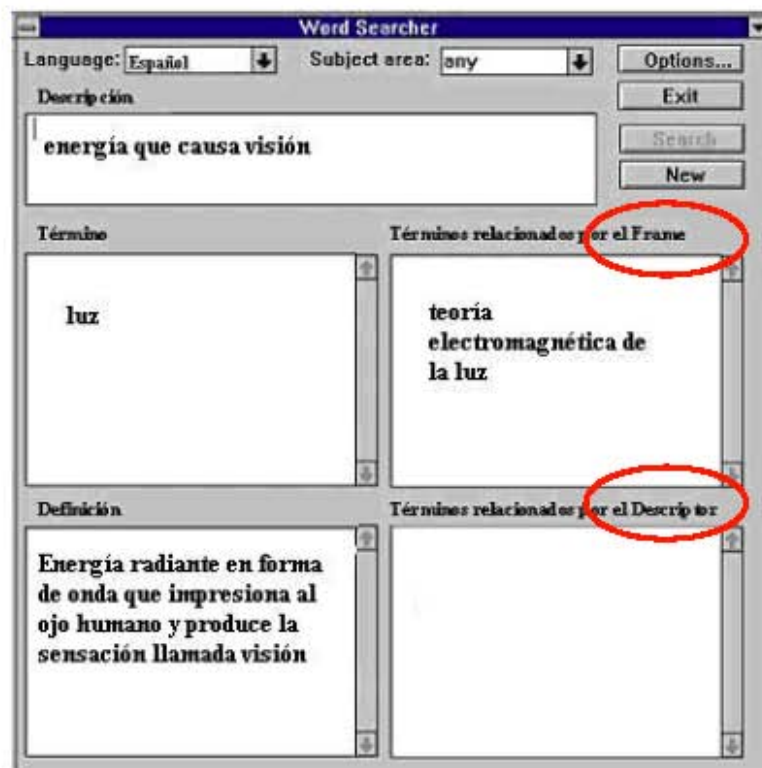 Word Searcher
Language: Español Subject area: any Options...
Descripción Exit
energía que causa visión
Search
New
Término Términos relacionados por el Frame
luz
teoría
electromagnética de
la luz
Definición Términos relacionados por el Descriptor
Energía radiante en forma
de onda que impresiona al
ojo humano y produce la
sensación llamada visión